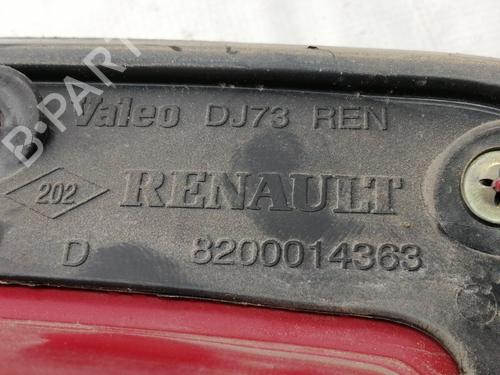 Valeo DJ73 REN
202 RENAULT
D 8200014363
B-PARTS